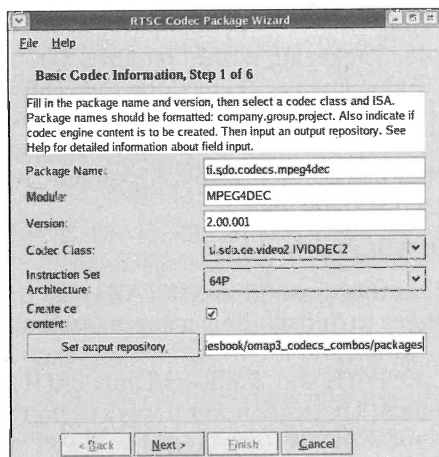 RTSC Codec Package Wizard
File Help
Basic Codec Information, Step 1 of 6
Fill in the package name and version, then select a codec class and ISA.
Package names should be formatted: company.group.project. Also indicate if
codec engine content is to be created. Then input an output repository. See
Help for detailed information about field input.
Package Name: ti.sdo.codecs.mpeg4dec
Module: MPEG4DEC
Version: 2.00.001
Codec Class: ti.sdo.ce.video2.IVIDDEC2
Instruction Set
Architecture: 64P
Create ce
content:
Set output repository iesbook/omap3_codecs_combos/packages
< Back Next > Finish Cancel